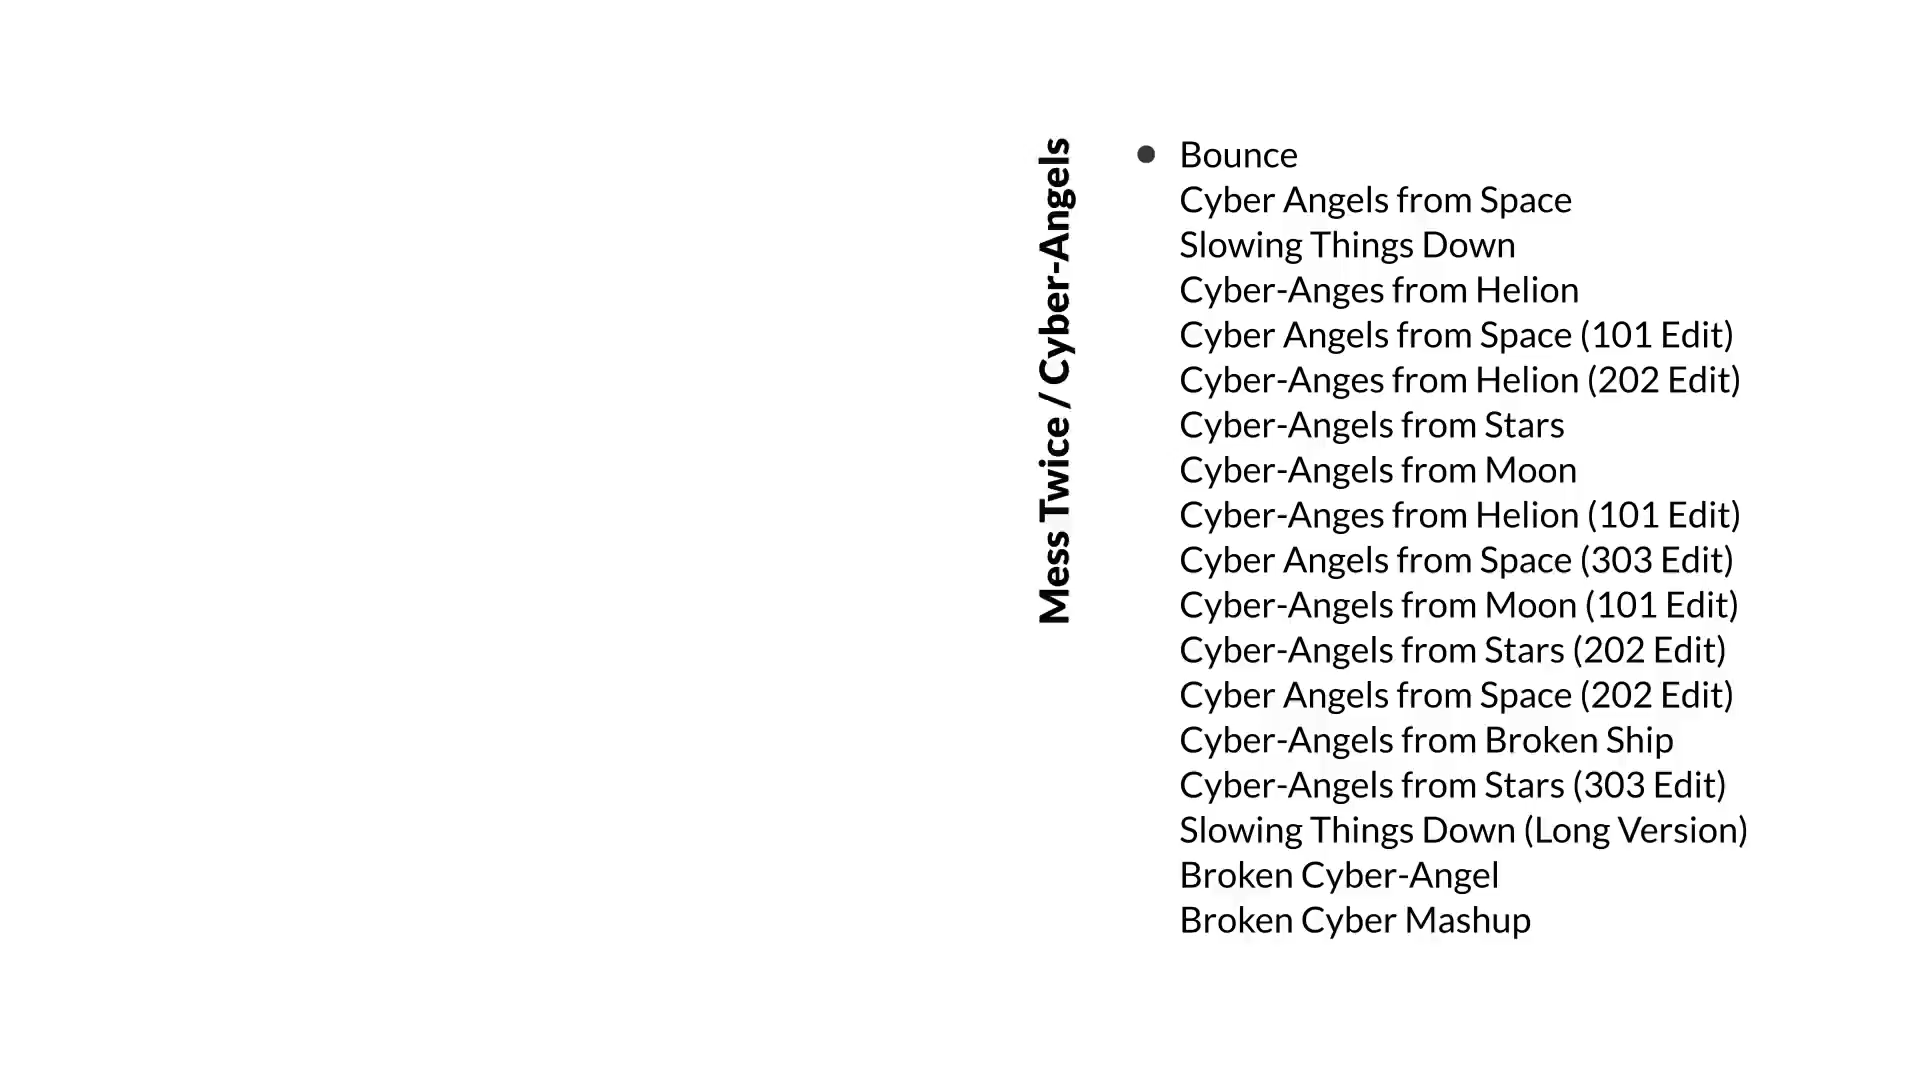 Mess Twice / Cyber-Angels
Bounce
Cyber Angels from Space
Slowing Things Down
Cyber-Anges from Helion
Cyber Angels from Space (101 Edit)
Cyber-Anges from Helion (202 Edit)
Cyber-Angels from Stars
Cyber-Angels from Moon
Cyber-Anges from Helion (101 Edit)
Cyber Angels from Space (303 Edit)
Cyber-Angels from Moon (101 Edit)
Cyber-Angels from Stars (202 Edit)
Cyber Angels from Space (202 Edit)
Cyber-Angels from Broken Ship
Cyber-Angels from Stars (303 Edit)
Slowing Things Down (Long Version)
Broken Cyber-Angel
Broken Cyber Mashup